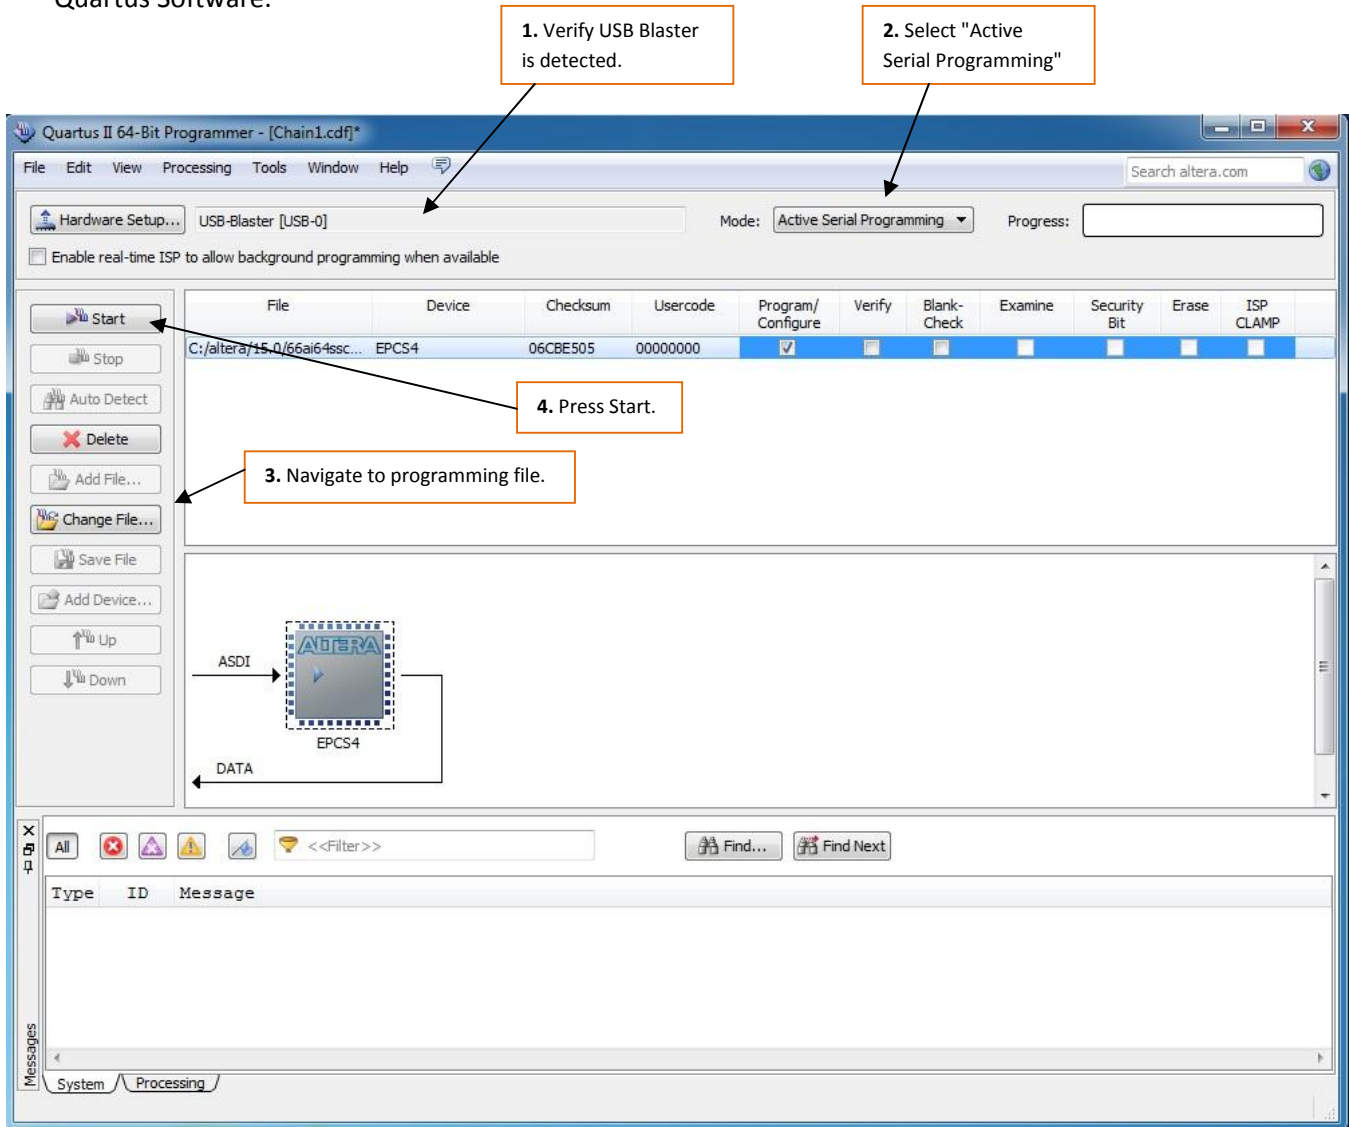 Quartus Software.
1. Verify USB Blaster
is detected.
2. Select "Active
Serial Programming"
Quartus II 64-Bit Programmer - [Chain1.cdf]*
File Edit View Processing Tools Window Help
Search altera.com
Hardware Setup...
USB-Blaster [USB-0]
Mode: Active Serial Programming
Progress:
Enable real-time ISP to allow background programming when available
Start
Stop
Auto Detect
Delete
Add File...
Change File...
Save File
Add Device...
Up
Down
File Device Checksum Usercode Program/ Verify Blank- Examine Security Erase ISP
Configure Check Bit CLAMP
C:/altera/15.0/66ai64ssc... EPCS4 06CBE505 00000000
4. Press Start.
3. Navigate to programming file.
ALTERA
ASDI
EPCS4
DATA
All
<<Filter>>
Find...
Find Next
Type ID Message
Messages
System Processing